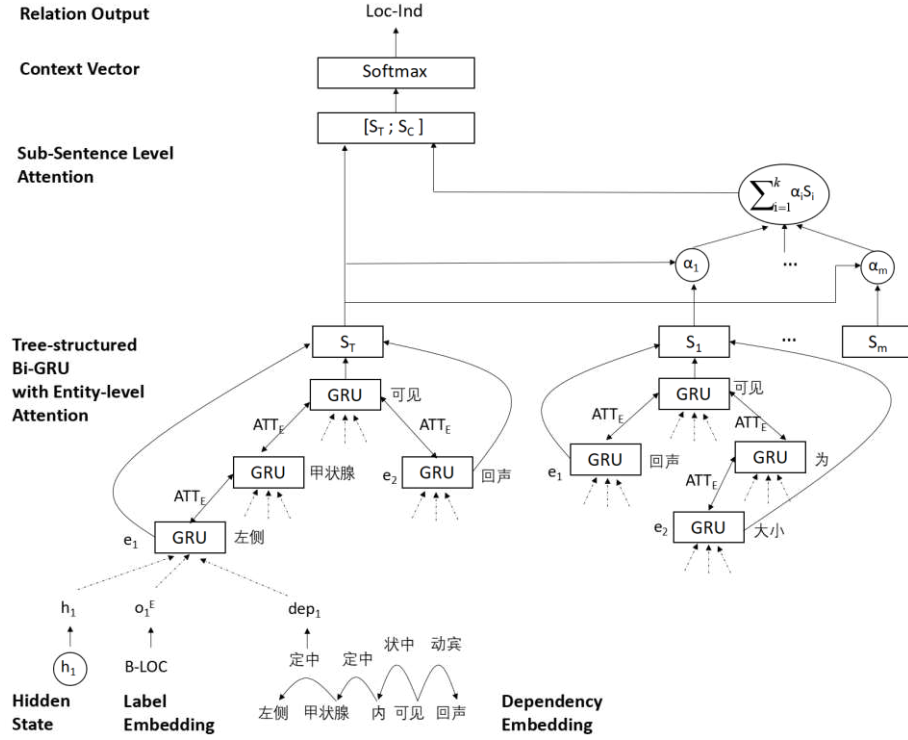 Relation Output
Loc-Ind
Context Vector
Softmax
[S_T ; S_C ]
Sub-Sentence Level
Attention
∑_{i=1}^{k} α_i S_i
α_1
...
α_m
Tree-structured
Bi-GRU
with Entity-level
Attention
S_T
S_1
...
S_m
GRU 可见
GRU 可见
ATT_E
ATT_E
ATT_E
ATT_E
GRU 甲状腺
e_2 GRU 回声
e_1 GRU 回声
GRU 为
ATT_E
ATT_E
e_1 GRU 左侧
e_2 GRU 大小
h_1
o_1^E
dep_1
h_1
B-LOC
定中
定中
状中
动宾
左侧 甲状腺 内 可见 回声
Hidden
State
Label
Embedding
Dependency
Embedding